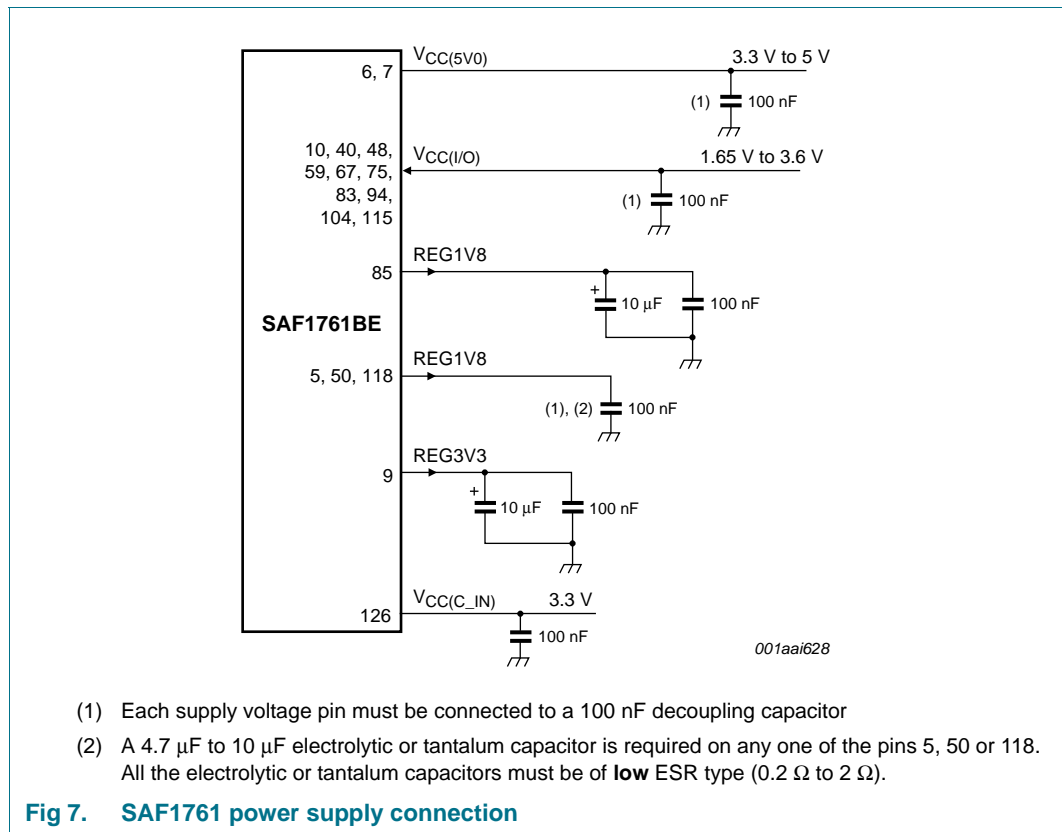 VCC(5V0)
3.3 V to 5 V
6, 7
(1)
100 nF
10, 40, 48,
59, 67, 75,
83, 94,
104, 115
VCC(I/O)
1.65 V to 3.6 V
(1)
100 nF
REG1V8
85
+
10 μF
100 nF
SAF1761BE
REG1V8
5, 50, 118
(1), (2)
100 nF
REG3V3
9
+
10 μF
100 nF
VCC(C_IN)
3.3 V
126
100 nF
001aai628
(1) Each supply voltage pin must be connected to a 100 nF decoupling capacitor
(2) A 4.7 μF to 10 μF electrolytic or tantalum capacitor is required on any one of the pins 5, 50 or 118.
All the electrolytic or tantalum capacitors must be of low ESR type (0.2 Ω to 2 Ω).
Fig 7. SAF1761 power supply connection